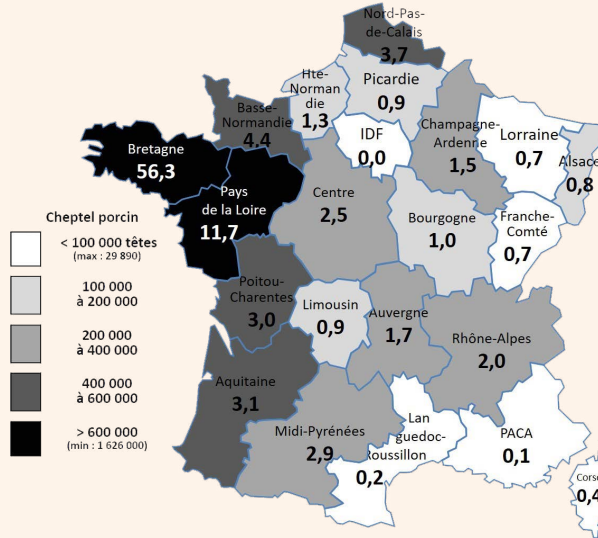 Nord-Pas-
de-Calais
3,7
Hte-
Norman
die
1,3
Picardie
0,9
Basse-
Normandie
4,4
IDF
0,0
Champagne-
Ardenne
1,5
Lorraine
0,7
Alsace
0,8
Bretagne
56,3
Pays
de la Loire
11,7
Centre
2,5
Bourgogne
1,0
Franche-
Comté
0,7
Cheptel porcin
< 100 000 têtes
(max : 29 890)
100 000
à 200 000
200 000
à 400 000
400 000
à 600 000
> 600 000
(min : 1 626 000)
Poitou-
Charentes
3,0
Limousin
0,9
Auvergne
1,7
Rhône-Alpes
2,0
Aquitaine
3,1
Midi-Pyrénées
2,9
Lan
guedoc-
Roussillon
0,2
PACA
0,1
Corse
0,4